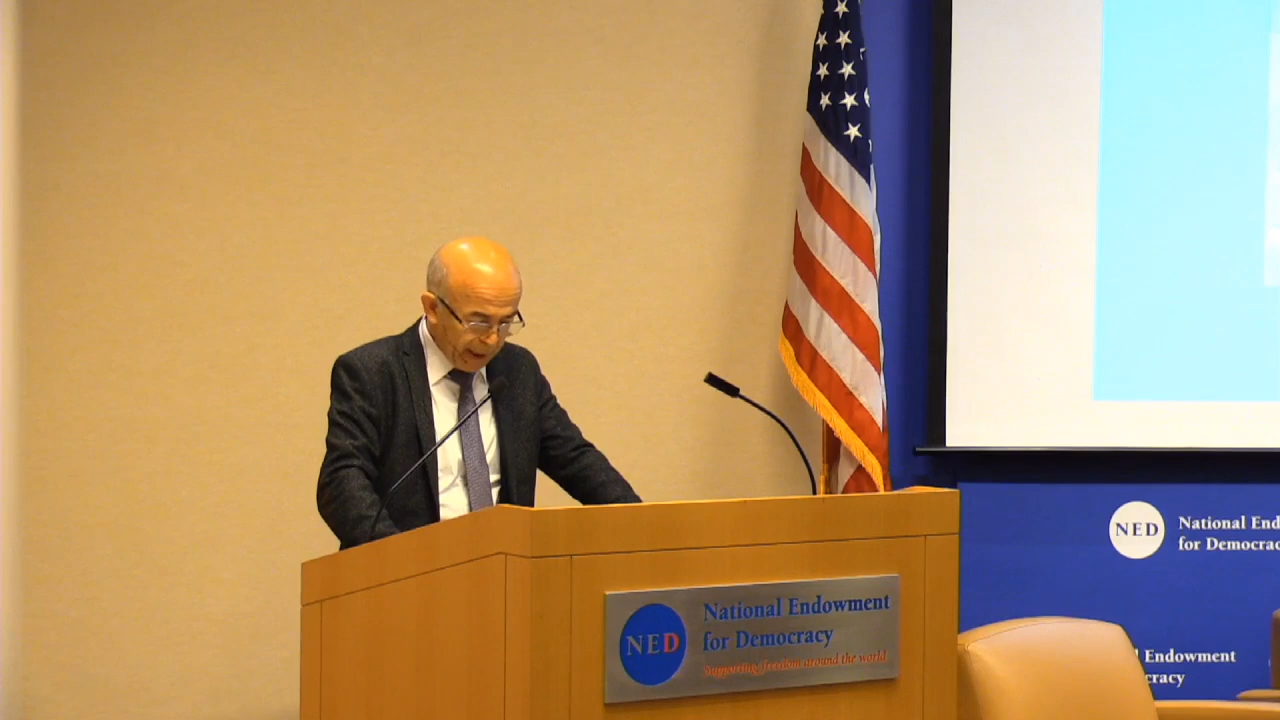 NED
National Endowment
for Democracy
Supporting freedom around the world
NED
National End
for Democrac
l Endowment
cracy